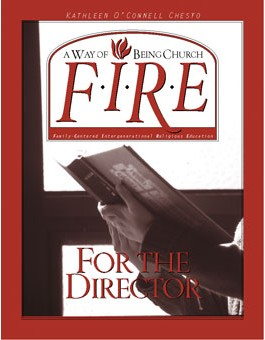 KATHLEEN O'CONNELL CHESTO
A WAY OF BEING CHURCH
F·I·R·E
Family-Centered Intergenerational Religious Education
FOR THE
DIRECTOR